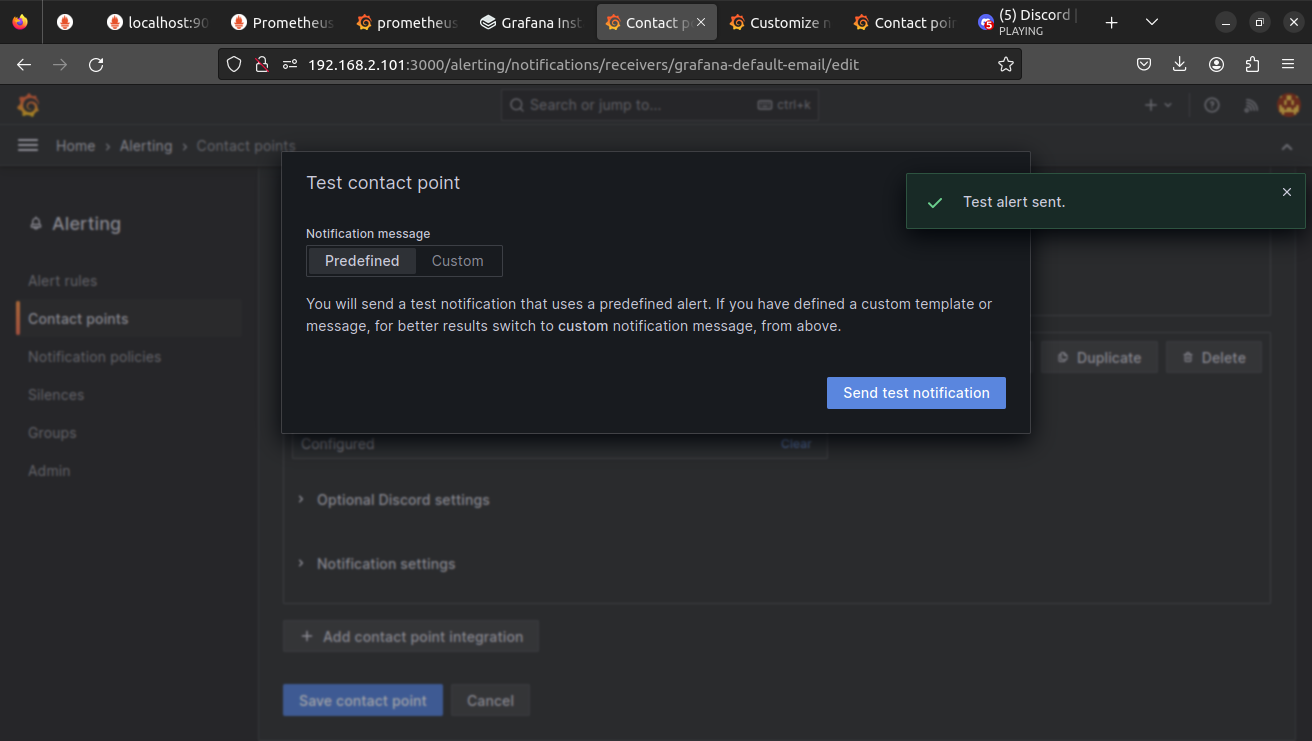 localhost:90
Prometheus
prometheus
Grafana Inst
Contact p
Customize n
Contact poin
(5) Discord |
PLAYING
192.168.2.101:3000/alerting/notifications/receivers/grafana-default-email/edit
Search or jump to...
ctrl+k
Home › Alerting › Contact points
Test contact point
Test alert sent.
Notification message
Predefined
Custom
You will send a test notification that uses a predefined alert. If you have defined a custom template or
message, for better results switch to custom notification message, from above.
Send test notification
Alerting
Alert rules
Contact points
Notification policies
Silences
Groups
Admin
Duplicate
Delete
Configured
Clear
Optional Discord settings
Notification settings
+ Add contact point integration
Save contact point
Cancel